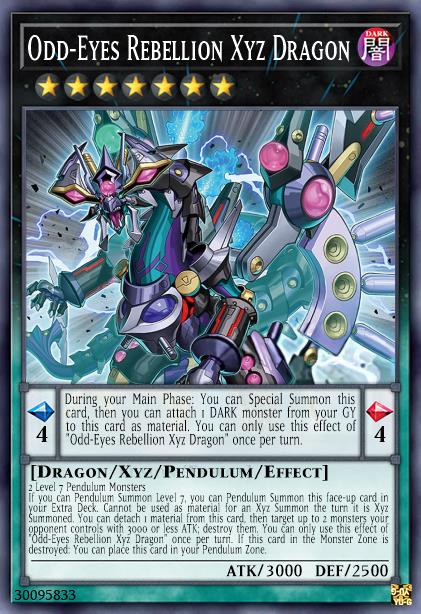 Odd-Eyes Rebellion Xyz Dragon
DARK
闇
During your Main Phase: You can Special Summon this
card, then you can attach 1 DARK monster from your GY
to this card as material. You can only use this effect of
"Odd-Eyes Rebellion Xyz Dragon" once per turn.
4
4
[Dragon/Xyz/Pendulum/Effect]
2 Level 7 Pendulum Monsters
If you can Pendulum Summon Level 7, you can Pendulum Summon this face-up card in
your Extra Deck. Cannot be used as material for an Xyz Summon the turn it is Xyz
Summoned. You can detach 1 material from this card, then target up to 2 monsters your
opponent controls with 3000 or less ATK; destroy them. You can only use this effect of
"Odd-Eyes Rebellion Xyz Dragon" once per turn. If this card in the Monster Zone is
destroyed: You can place this card in your Pendulum Zone.
ATK/3000 DEF/2500
30095833